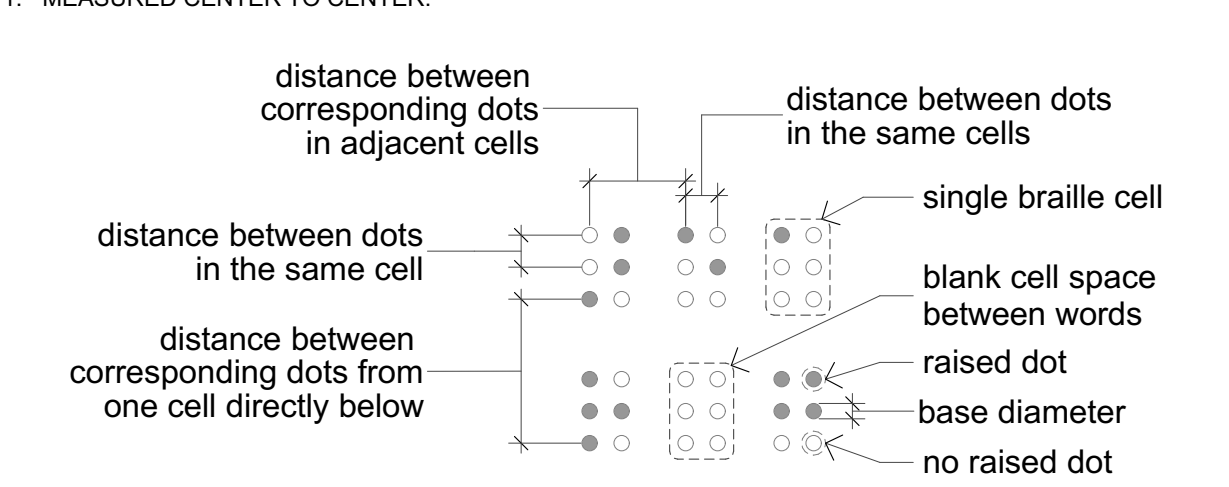 1. MEASURED CENTER TO CENTER.
distance between
corresponding dots
in adjacent cells
distance between dots
in the same cells
single braille cell
distance between dots
in the same cell
blank cell space
between words
distance between
corresponding dots from
one cell directly below
raised dot
base diameter
no raised dot